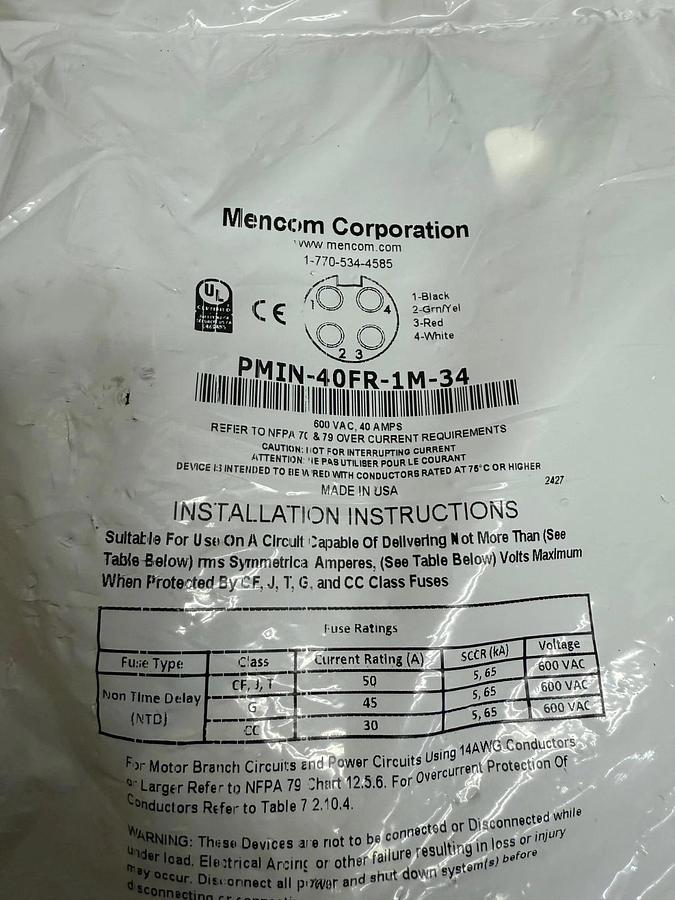 Mencom Corporation
www.mencom.com
1-770-534-4585
UL
CERTIFIED
CE
1
4
2 3
1-Black
2-Grn/Yel
3-Red
4-White
PMIN-40FR-1M-34
600 VAC, 40 AMPS
REFER TO NFPA 70 & 79 OVER CURRENT REQUIREMENTS
CAUTION: NOT FOR INTERRUPTING CURRENT
ATTENTION: NE PAS UTILISER POUR LE COURANT
DEVICE IS INTENDED TO BE WIRED WITH CONDUCTORS RATED AT 75°C OR HIGHER
MADE IN USA
2427
INSTALLATION INSTRUCTIONS
Suitable For Use On A Circuit Capable Of Delivering Not More Than (See
Table Below) rms Symmetrical Amperes, (See Table Below) Volts Maximum
When Protected By CF, J, T, G, and CC Class Fuses
Fuse Ratings
Fuse Type Class Current Rating (A) SCCR (kA) Voltage
Non Time Delay (NTD) CF, J, T 50 5, 65 600 VAC
G 45 5, 65 600 VAC
CC 30 5, 65 600 VAC
For Motor Branch Circuits and Power Circuits Using 14AWG Conductors
or Larger Refer to NFPA 79 Chart 12.5.6. For Overcurrent Protection Of
Conductors Refer to Table 7.2.10.4.
WARNING: These Devices are not to be connected or Disconnected while
under load. Electrical Arcing or other failure resulting in loss or injury
may occur. Disconnect all power and shut down system(s) before
disconnecting or